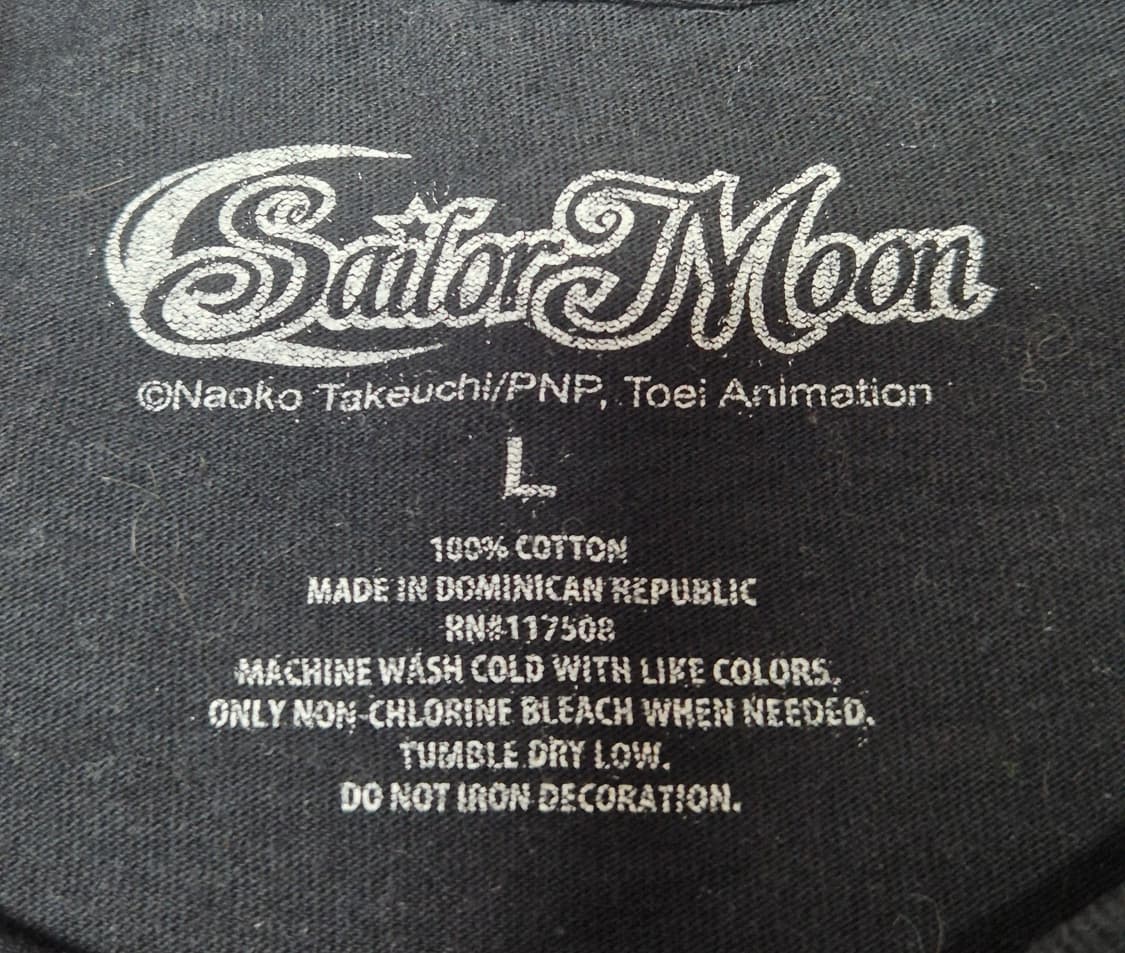 Sailor Moon
©Naoko Takeuchi/PNP, Toei Animation
L
100% COTTON
MADE IN DOMINICAN REPUBLIC
RN#117508
MACHINE WASH COLD WITH LIKE COLORS.
ONLY NON-CHLORINE BLEACH WHEN NEEDED.
TUMBLE DRY LOW.
DO NOT IRON DECORATION.